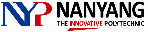 NYP NANYANG
THE INNOVATIVE POLYTECHNIC